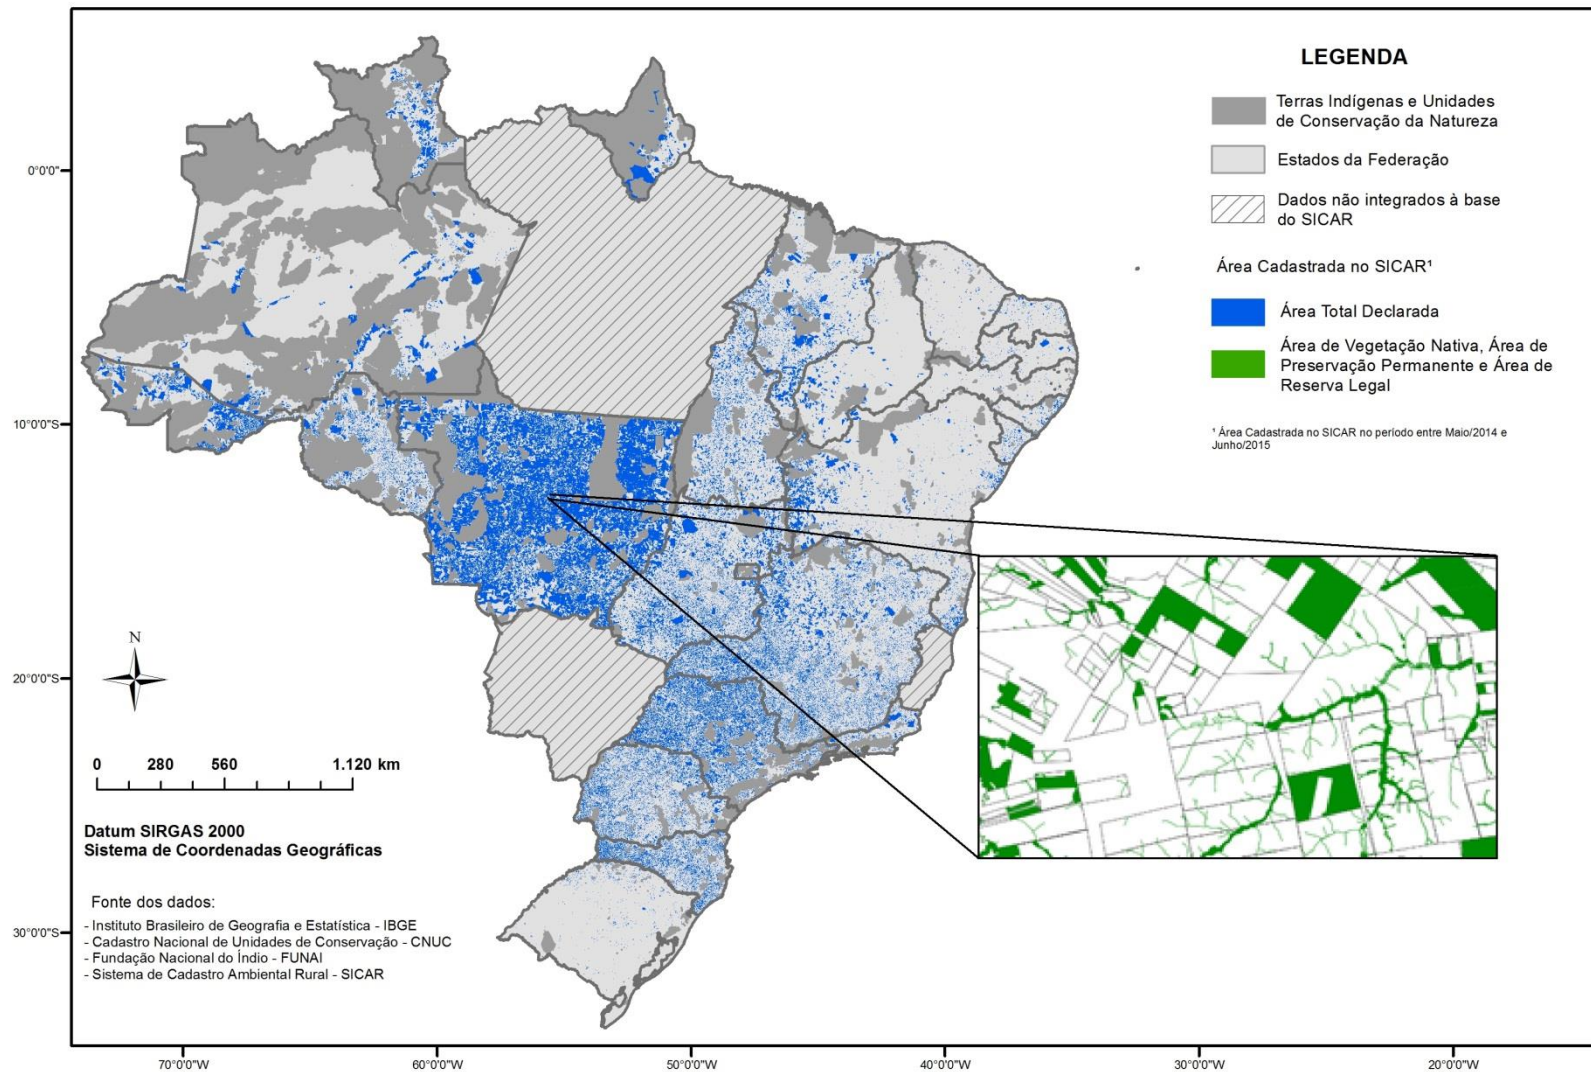 LEGENDA
Terras Indígenas e Unidades
de Conservação da Natureza
Estados da Federação
Dados não integrados à base
do SICAR
Área Cadastrada no SICAR¹
Área Total Declarada
Área de Vegetação Nativa, Área de
Preservação Permanente e Área de
Reserva Legal
¹ Área Cadastrada no SICAR no período entre Maio/2014 e
Junho/2015
0°0'0"
10°0'0"S
20°0'0"S
30°0'0"S
N
0 280 560 1.120 km
Datum SIRGAS 2000
Sistema de Coordenadas Geográficas
Fonte dos dados:
- Instituto Brasileiro de Geografia e Estatística - IBGE
- Cadastro Nacional de Unidades de Conservação - CNUC
- Fundação Nacional do Índio - FUNAI
- Sistema de Cadastro Ambiental Rural - SICAR
70°0'0"W 60°0'0"W 50°0'0"W 40°0'0"W 30°0'0"W 20°0'0"W